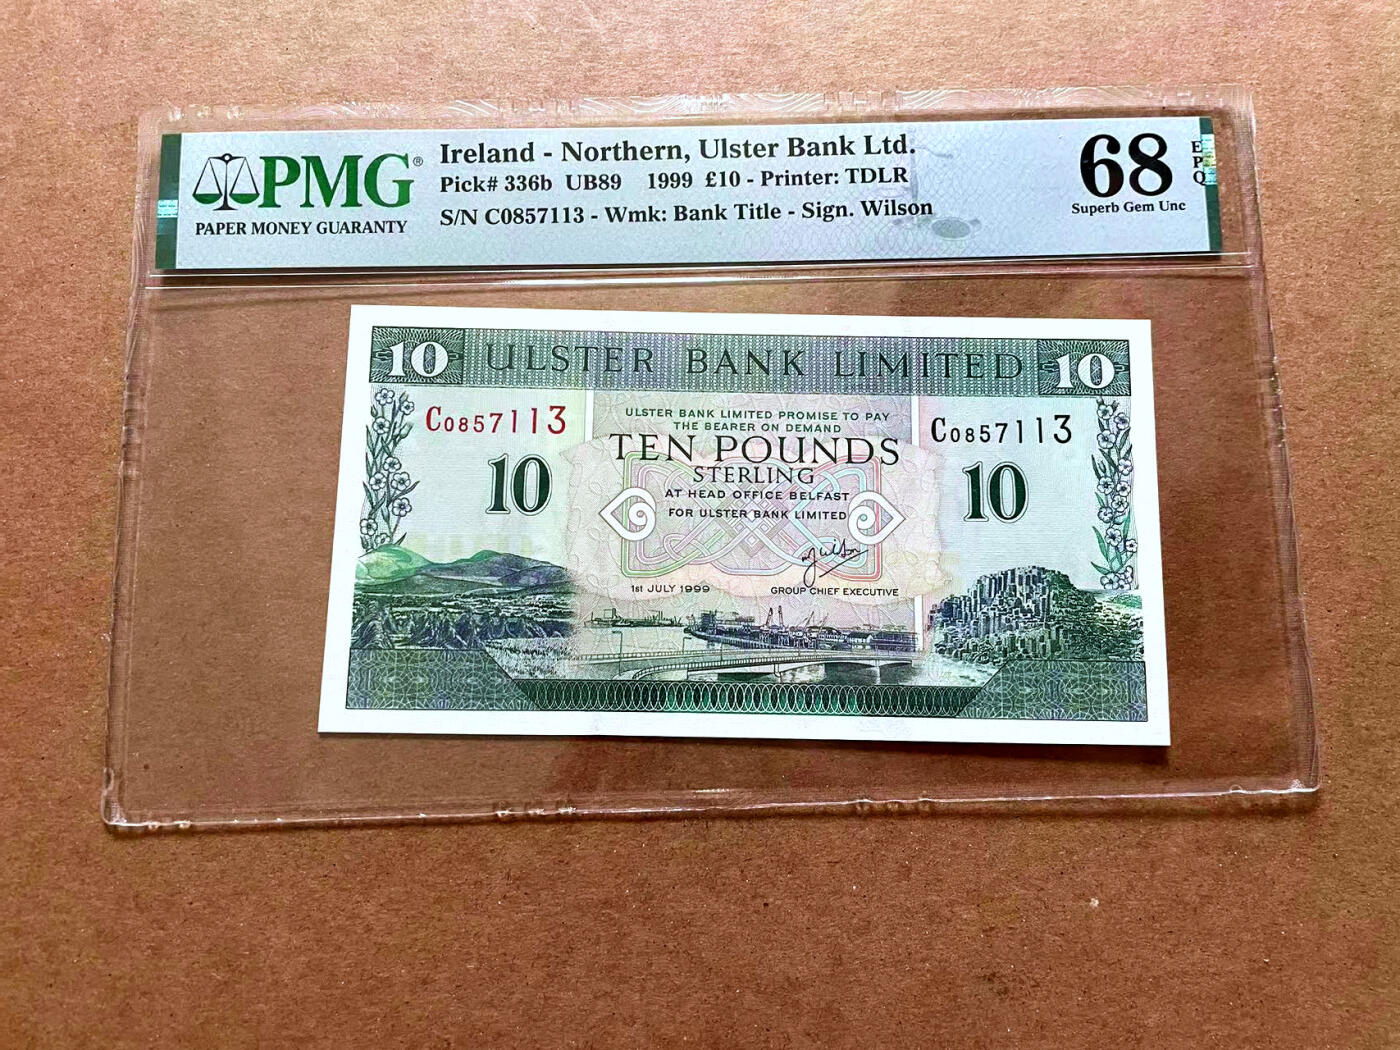 PMG®
PAPER MONEY GUARANTY
Ireland - Northern, Ulster Bank Ltd.
Pick# 336b UB89 1999 £10 - Printer: TDLR
S/N C0857113 - Wmk: Bank Title - Sign. Wilson
68
EPQ
Superb Gem Unc
10 ULSTER BANK LIMITED 10
C0857113
ULSTER BANK LIMITED PROMISE TO PAY
THE BEARER ON DEMAND
C0857113
TEN POUNDS
STERLING
10
10
AT HEAD OFFICE BELFAST
FOR ULSTER BANK LIMITED
MJ Wilson
1st JULY 1999
GROUP CHIEF EXECUTIVE